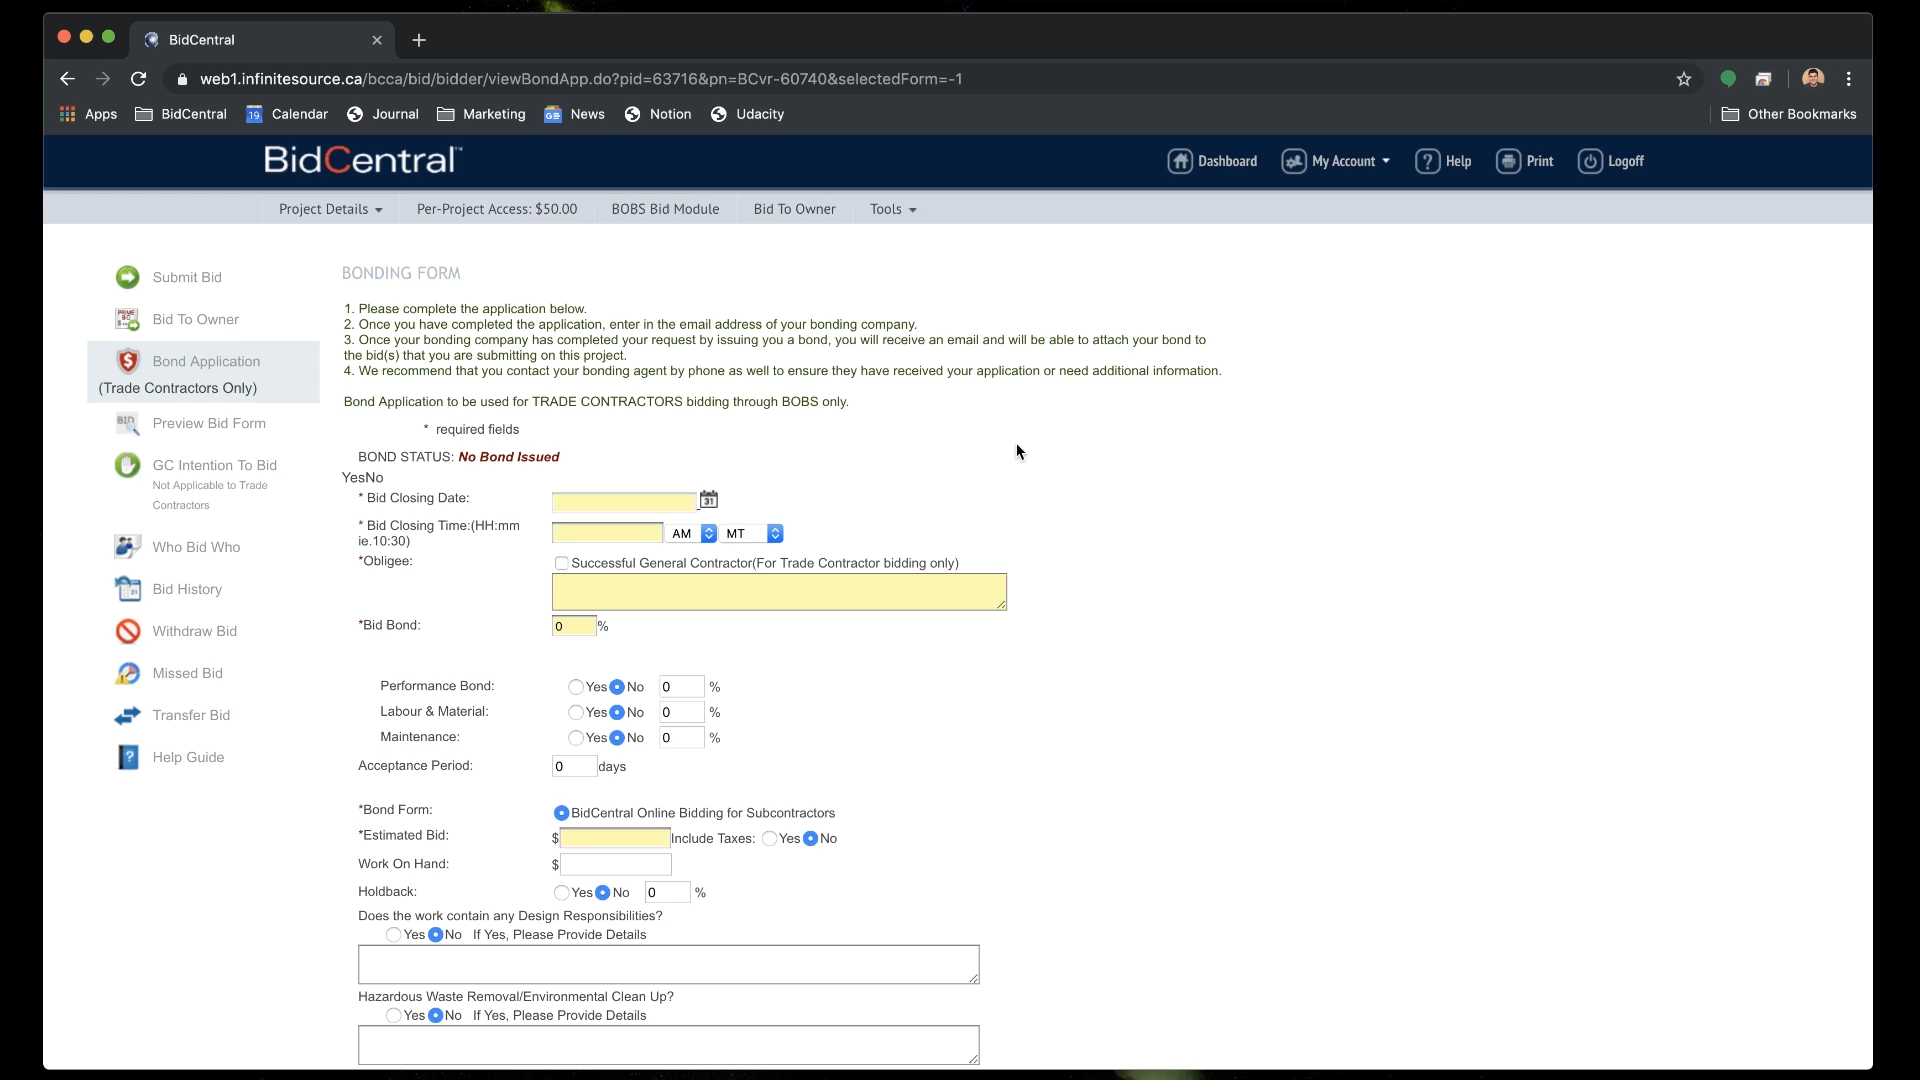 BidCentral
web1.infinitesource.ca/bcca/bid/bidder/viewBondApp.do?pid=63716&pn=BCvr-60740&selectedForm=-1
Apps BidCentral 19 Calendar Journal Marketing GE News Notion Udacity Other Bookmarks
BidCentral™ Dashboard My Account ? Help Print Logoff
Project Details Per-Project Access: $50.00 BOBS Bid Module Bid To Owner Tools
Submit Bid
PRIME BID Bid To Owner
Bond Application
(Trade Contractors Only)
BID Preview Bid Form
GC Intention To Bid
Not Applicable to Trade
Contractors
Who Bid Who
Bid History
Withdraw Bid
Missed Bid
Transfer Bid
? Help Guide
BONDING FORM
1. Please complete the application below.
2. Once you have completed the application, enter in the email address of your bonding company.
3. Once your bonding company has completed your request by issuing you a bond, you will receive an email and will be able to attach your bond to
the bid(s) that you are submitting on this project.
4. We recommend that you contact your bonding agent by phone as well to ensure they have received your application or need additional information.
Bond Application to be used for TRADE CONTRACTORS bidding through BOBS only.
* required fields
BOND STATUS: No Bond Issued
YesNo
* Bid Closing Date: 31
* Bid Closing Time:(HH:mm
ie.10:30) AM MT
*Obligee: Successful General Contractor(For Trade Contractor bidding only)
*Bid Bond: 0 %
Performance Bond: Yes No 0 %
Labour & Material: Yes No 0 %
Maintenance: Yes No 0 %
Acceptance Period: 0 days
*Bond Form: BidCentral Online Bidding for Subcontractors
*Estimated Bid: $ Include Taxes: Yes No
Work On Hand: $
Holdback: Yes No 0 %
Does the work contain any Design Responsibilities?
Yes No If Yes, Please Provide Details
Hazardous Waste Removal/Environmental Clean Up?
Yes No If Yes, Please Provide Details